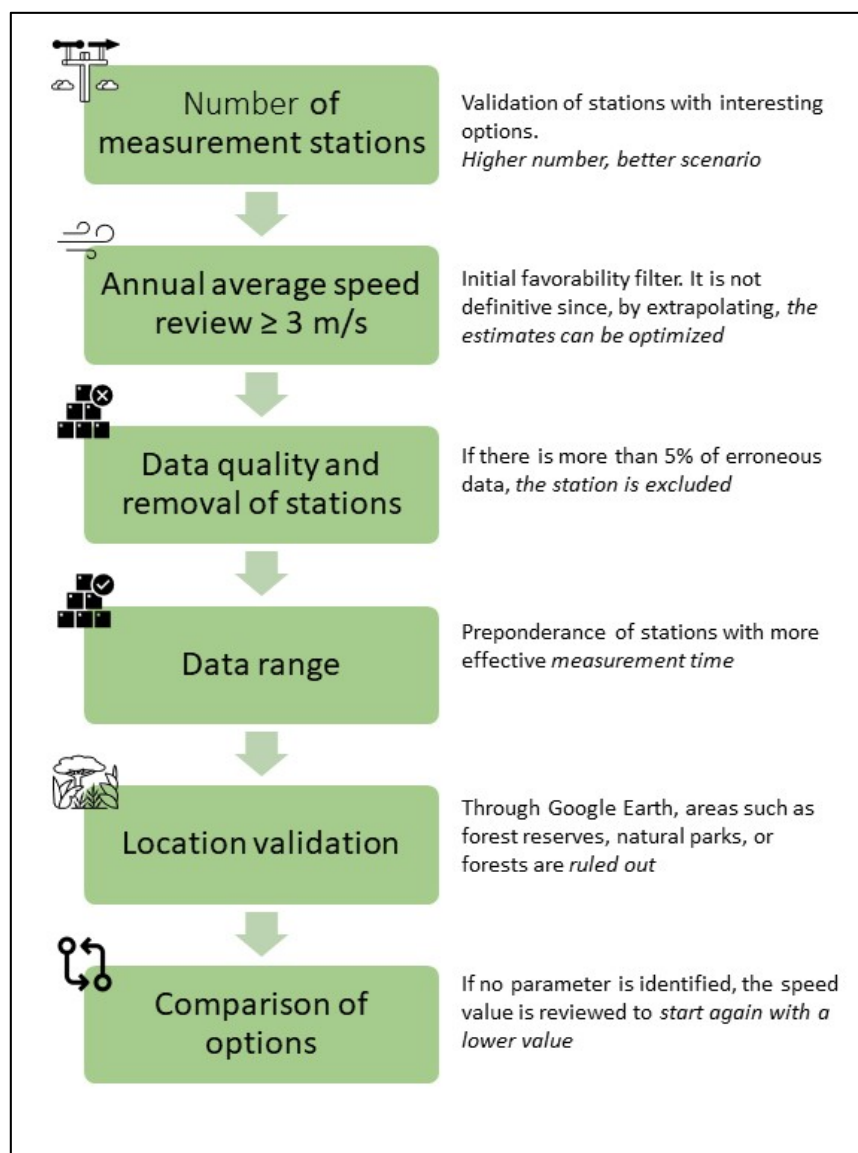 Number of
measurement stations
Validation of stations with interesting
options.
Higher number, better scenario
Annual average speed
review ≥ 3 m/s
Initial favorability filter. It is not
definitive since, by extrapolating, the
estimates can be optimized
Data quality and
removal of stations
If there is more than 5% of erroneous
data, the station is excluded
Data range
Preponderance of stations with more
effective measurement time
Location validation
Through Google Earth, areas such as
forest reserves, natural parks, or
forests are ruled out
Comparison of
options
If no parameter is identified, the speed
value is reviewed to start again with a
lower value